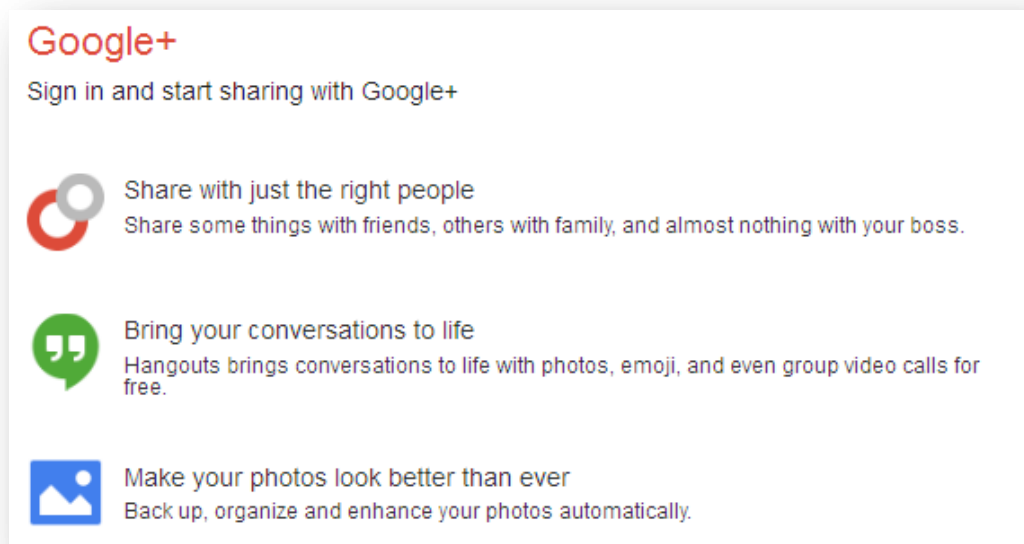 Google+
Sign in and start sharing with Google+
Share with just the right people
Share some things with friends, others with family, and almost nothing with your boss.
Bring your conversations to life
Hangouts brings conversations to life with photos, emoji, and even group video calls for
free.
Make your photos look better than ever
Back up, organize and enhance your photos automatically.